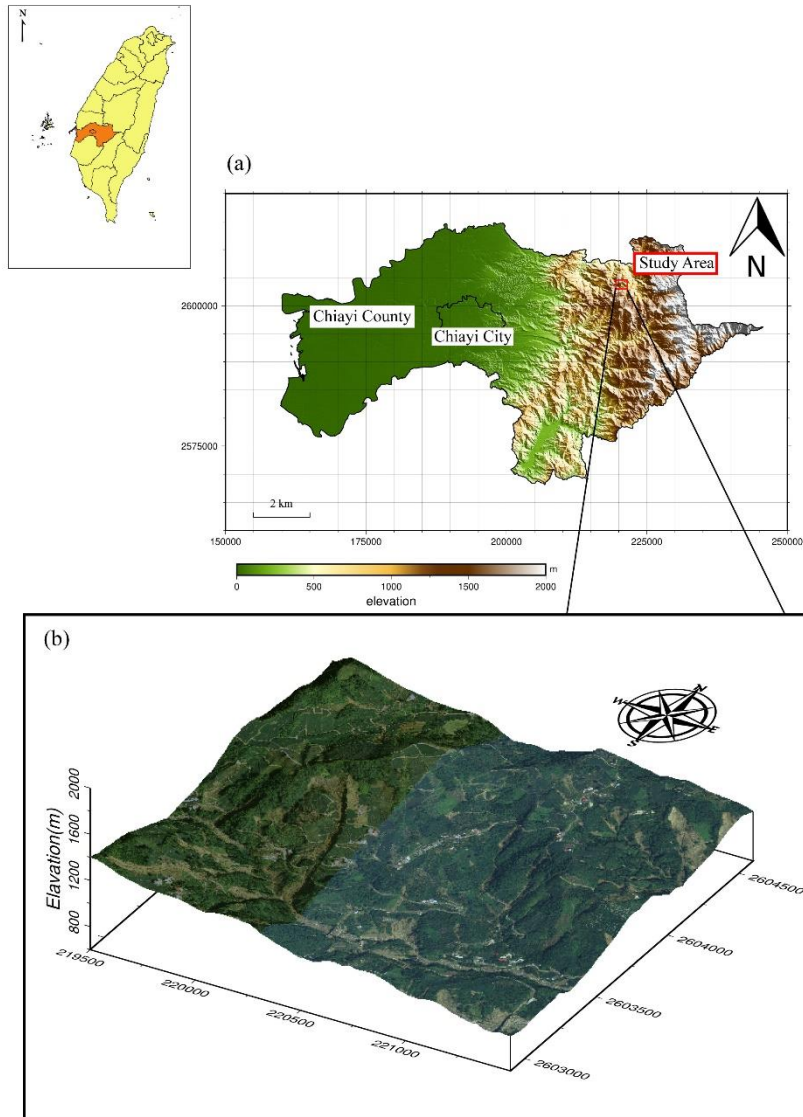 N
(a)
Study Area
N
2600000
Chiayi County
Chiayi City
2575000
2 km
150000
175000
200000
225000
250000
m
0
500
1000
1500
2000
elevation
(b)
N
W
E
S
Elavation(m)
2000
1600
1200
800
219500
220000
220500
221000
2604500
2604000
2603500
2603000